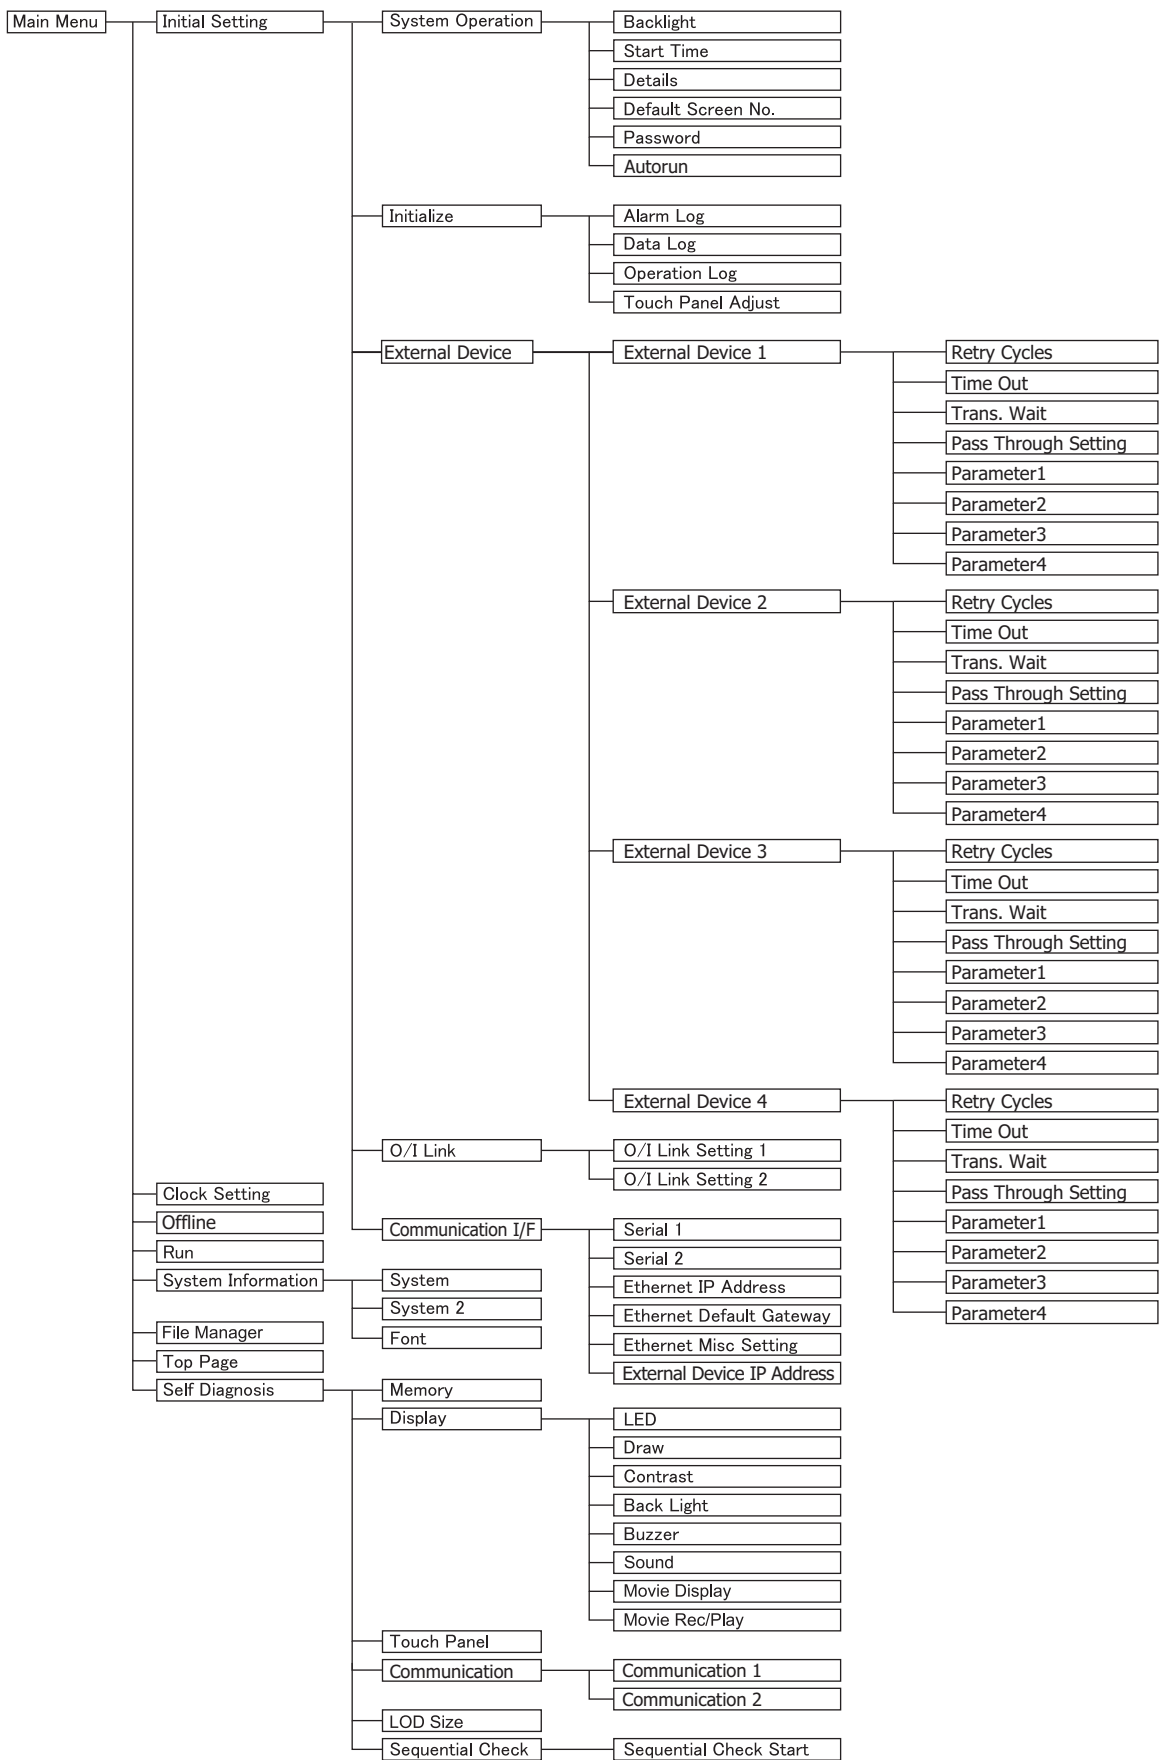 Main Menu
Initial Setting
System Operation
Backlight
Start Time
Details
Default Screen No.
Password
Autorun
Initialize
Alarm Log
Data Log
Operation Log
Touch Panel Adjust
External Device
External Device 1
Retry Cycles
Time Out
Trans. Wait
Pass Through Setting
Parameter1
Parameter2
Parameter3
Parameter4
External Device 2
Retry Cycles
Time Out
Trans. Wait
Pass Through Setting
Parameter1
Parameter2
Parameter3
Parameter4
External Device 3
Retry Cycles
Time Out
Trans. Wait
Pass Through Setting
Parameter1
Parameter2
Parameter3
Parameter4
External Device 4
Retry Cycles
Time Out
Trans. Wait
Pass Through Setting
Parameter1
Parameter2
Parameter3
Parameter4
O/I Link
O/I Link Setting 1
O/I Link Setting 2
Communication I/F
Serial 1
Serial 2
Ethernet IP Address
Ethernet Default Gateway
Ethernet Misc Setting
External Device IP Address
Clock Setting
Offline
Run
System Information
System
System 2
Font
File Manager
Top Page
Self Diagnosis
Memory
Display
LED
Draw
Contrast
Back Light
Buzzer
Sound
Movie Display
Movie Rec/Play
Touch Panel
Communication
Communication 1
Communication 2
LOD Size
Sequential Check
Sequential Check Start